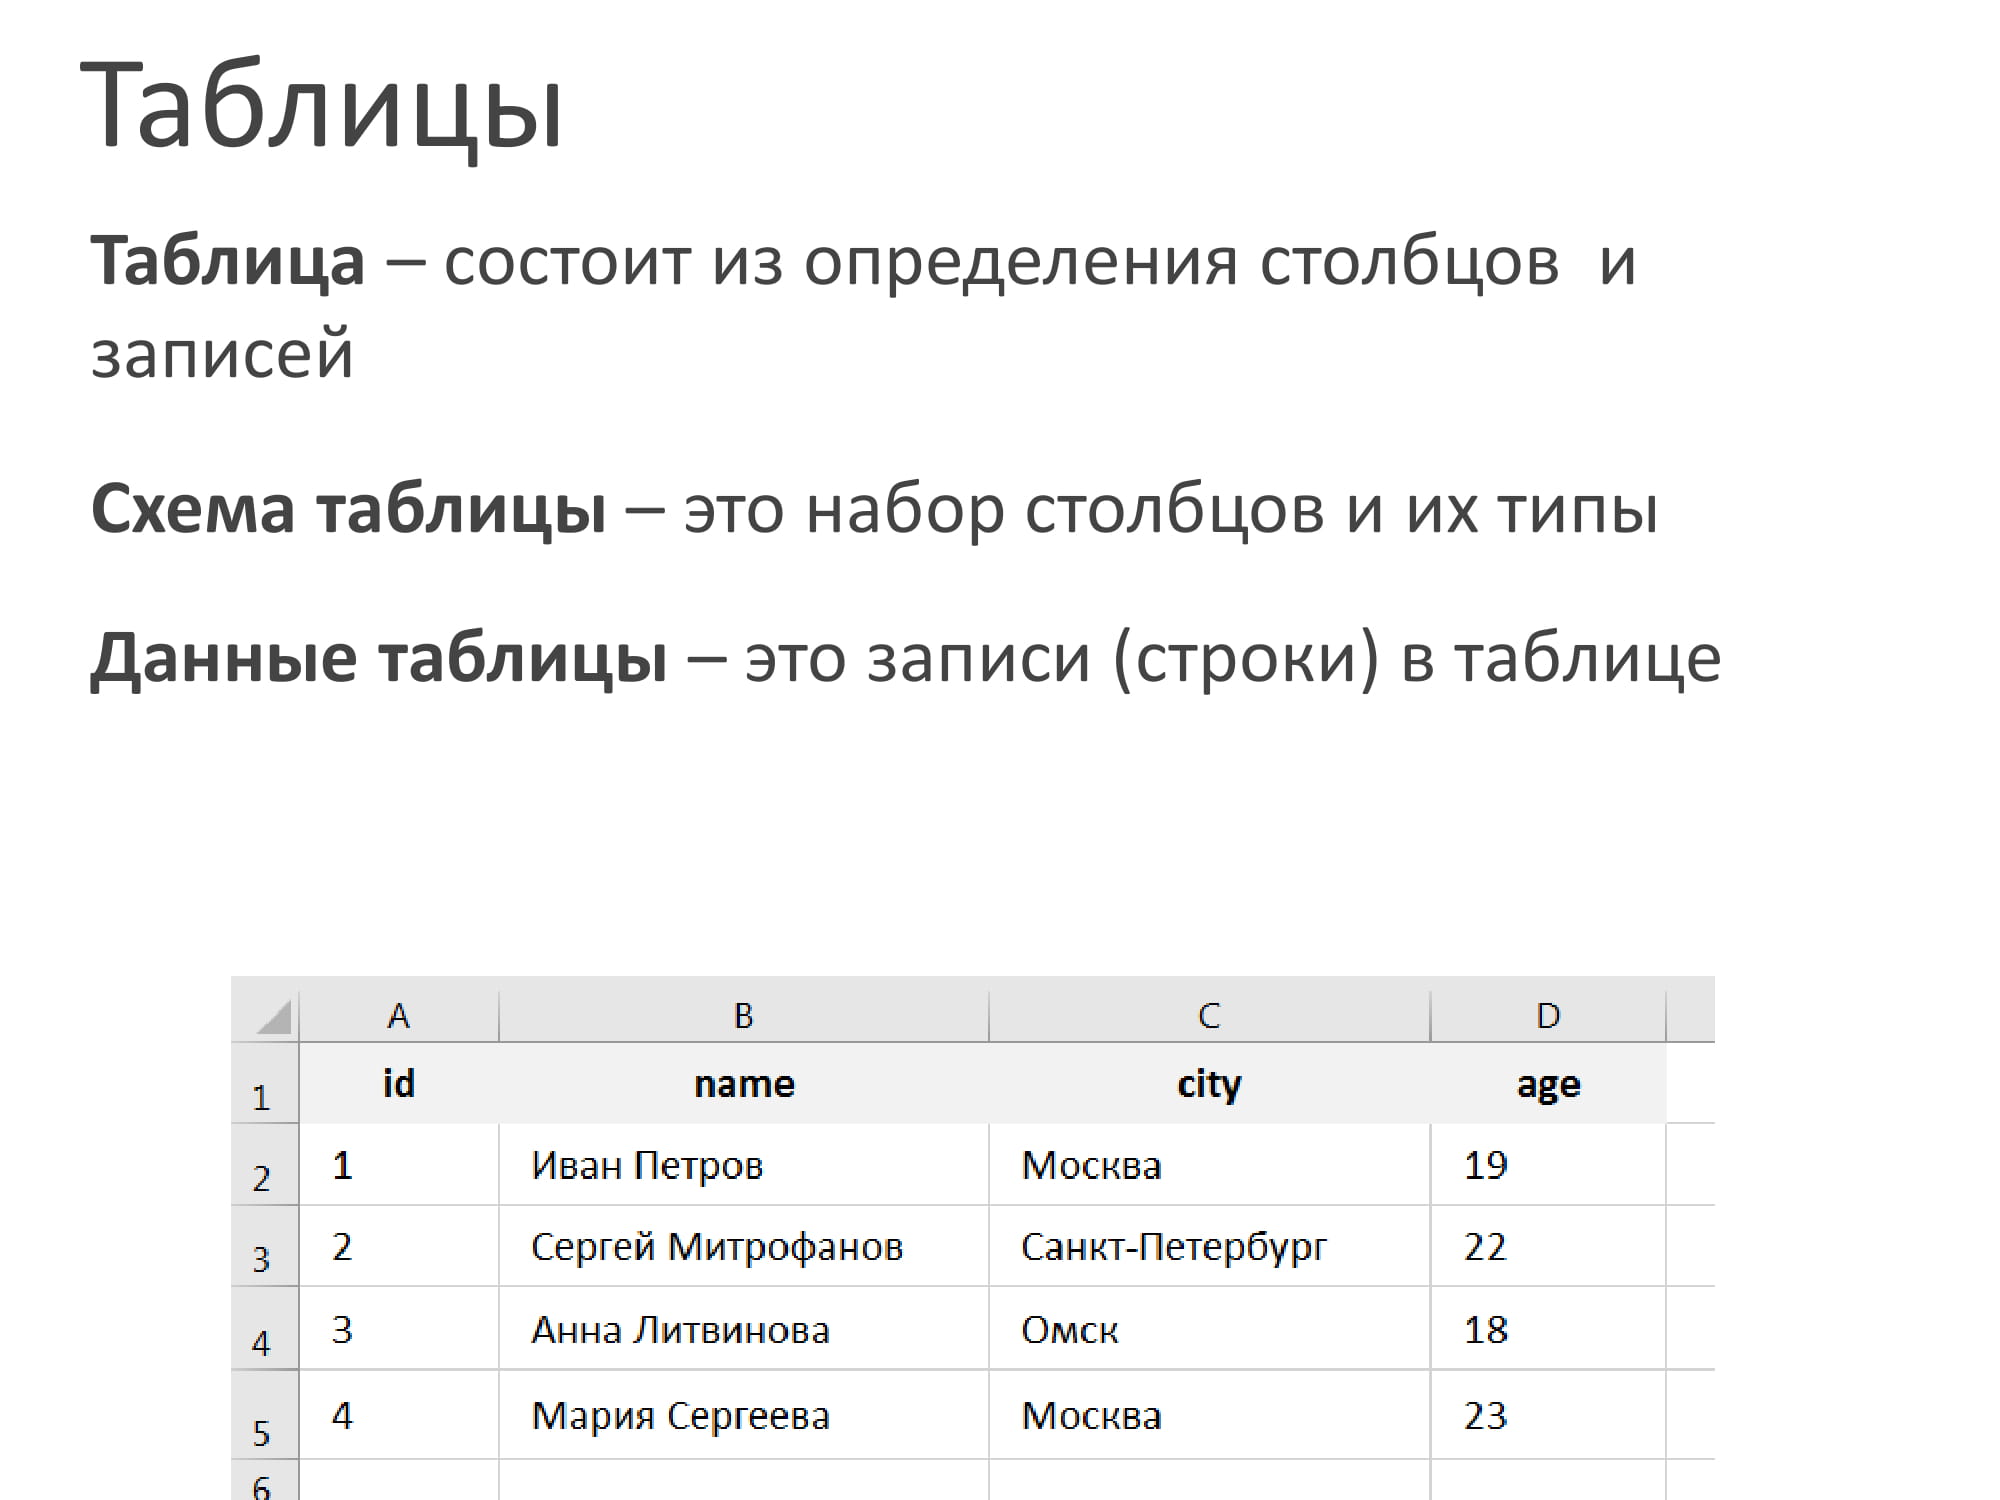 Таблицы
Таблица – состоит из определения столбцов и
записей
Схема таблицы – это набор столбцов и их типы
Данные таблицы – это записи (строки) в таблице
A B C D
1 id name city age
2 1 Иван Петров Москва 19
3 2 Сергей Митрофанов Санкт-Петербург 22
4 3 Анна Литвинова Омск 18
5 4 Мария Сергеева Москва 23
6